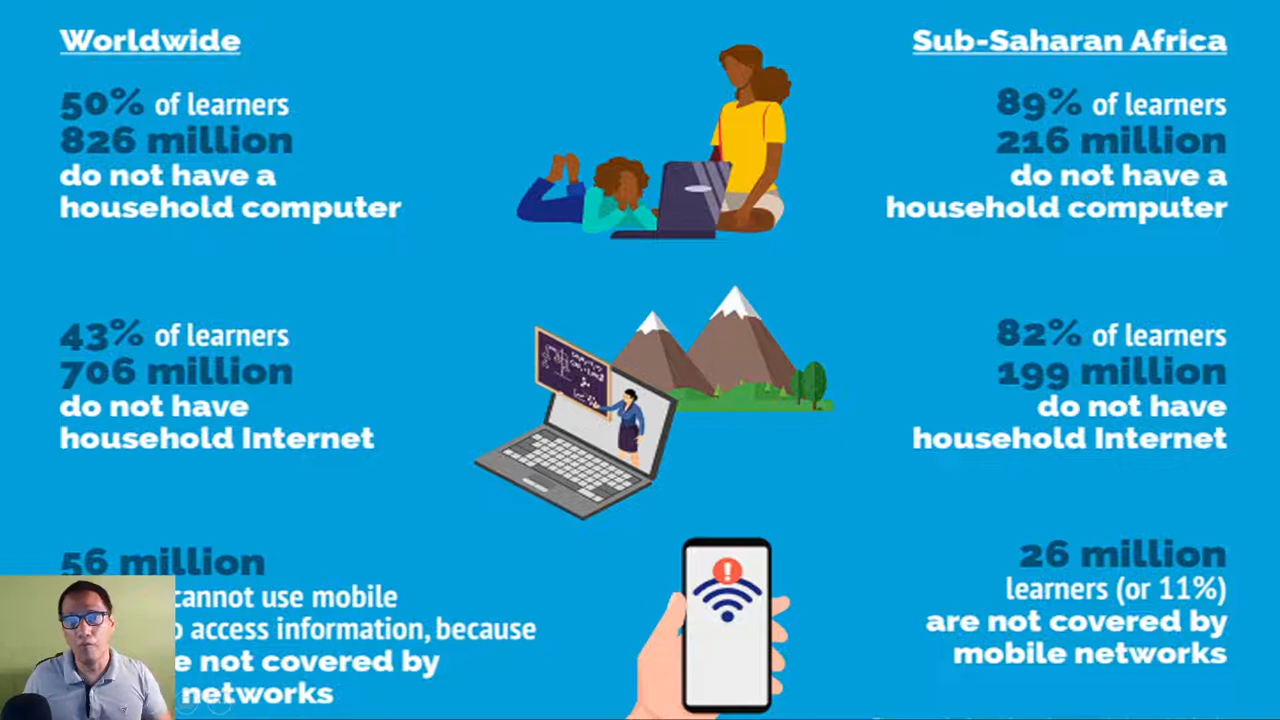 Worldwide
50% of learners
826 million
do not have a
household computer
43% of learners
706 million
do not have
household Internet
56 million
cannot use mobile
access information, because
not covered by
networks
Sub-Saharan Africa
89% of learners
216 million
do not have a
household computer
82% of learners
199 million
do not have
household Internet
26 million
learners (or 11%)
are not covered by
mobile networks